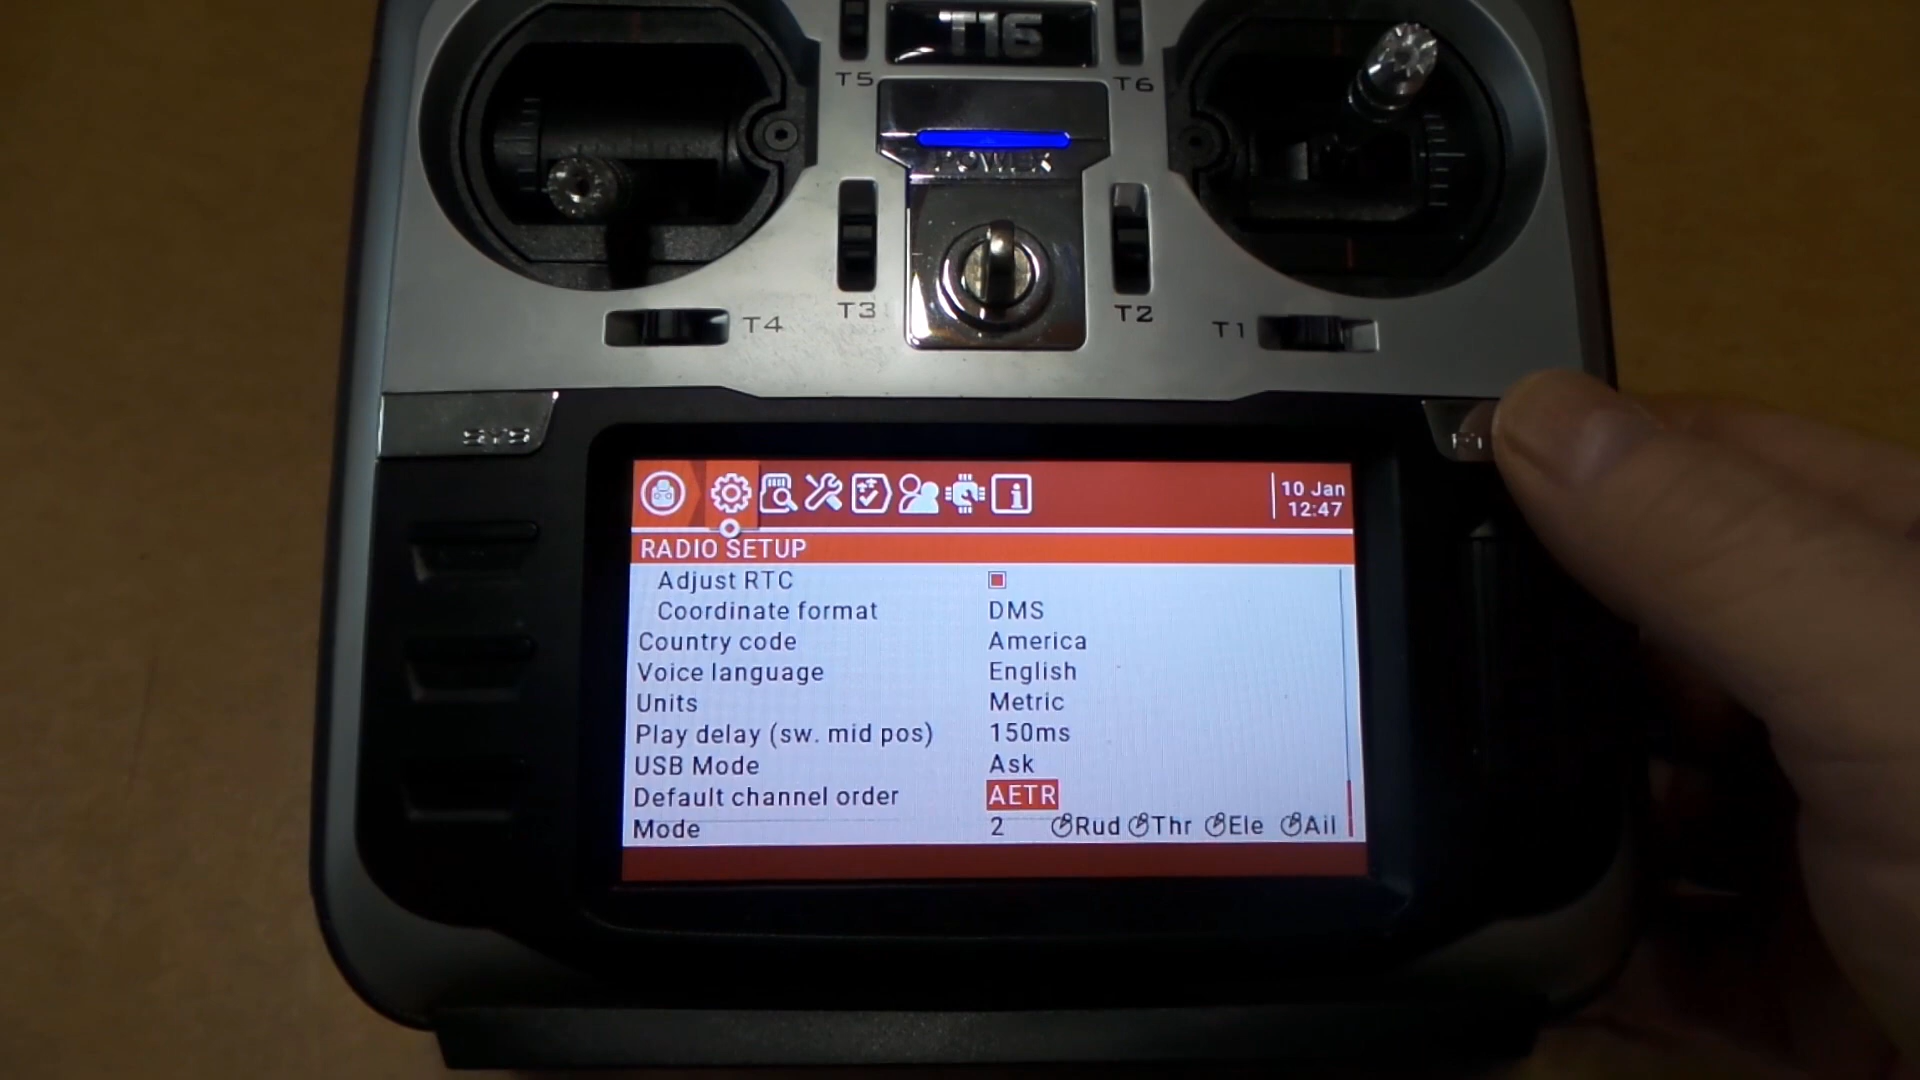 T16
T5
T6
POWER
T3
T2
T4
T1
SYS
10 Jan
12:47
RADIO SETUP
Adjust RTC
Coordinate format DMS
Country code America
Voice language English
Units Metric
Play delay (sw. mid pos) 150ms
USB Mode Ask
Default channel order AETR
Mode 2 Rud Thr Ele Ail